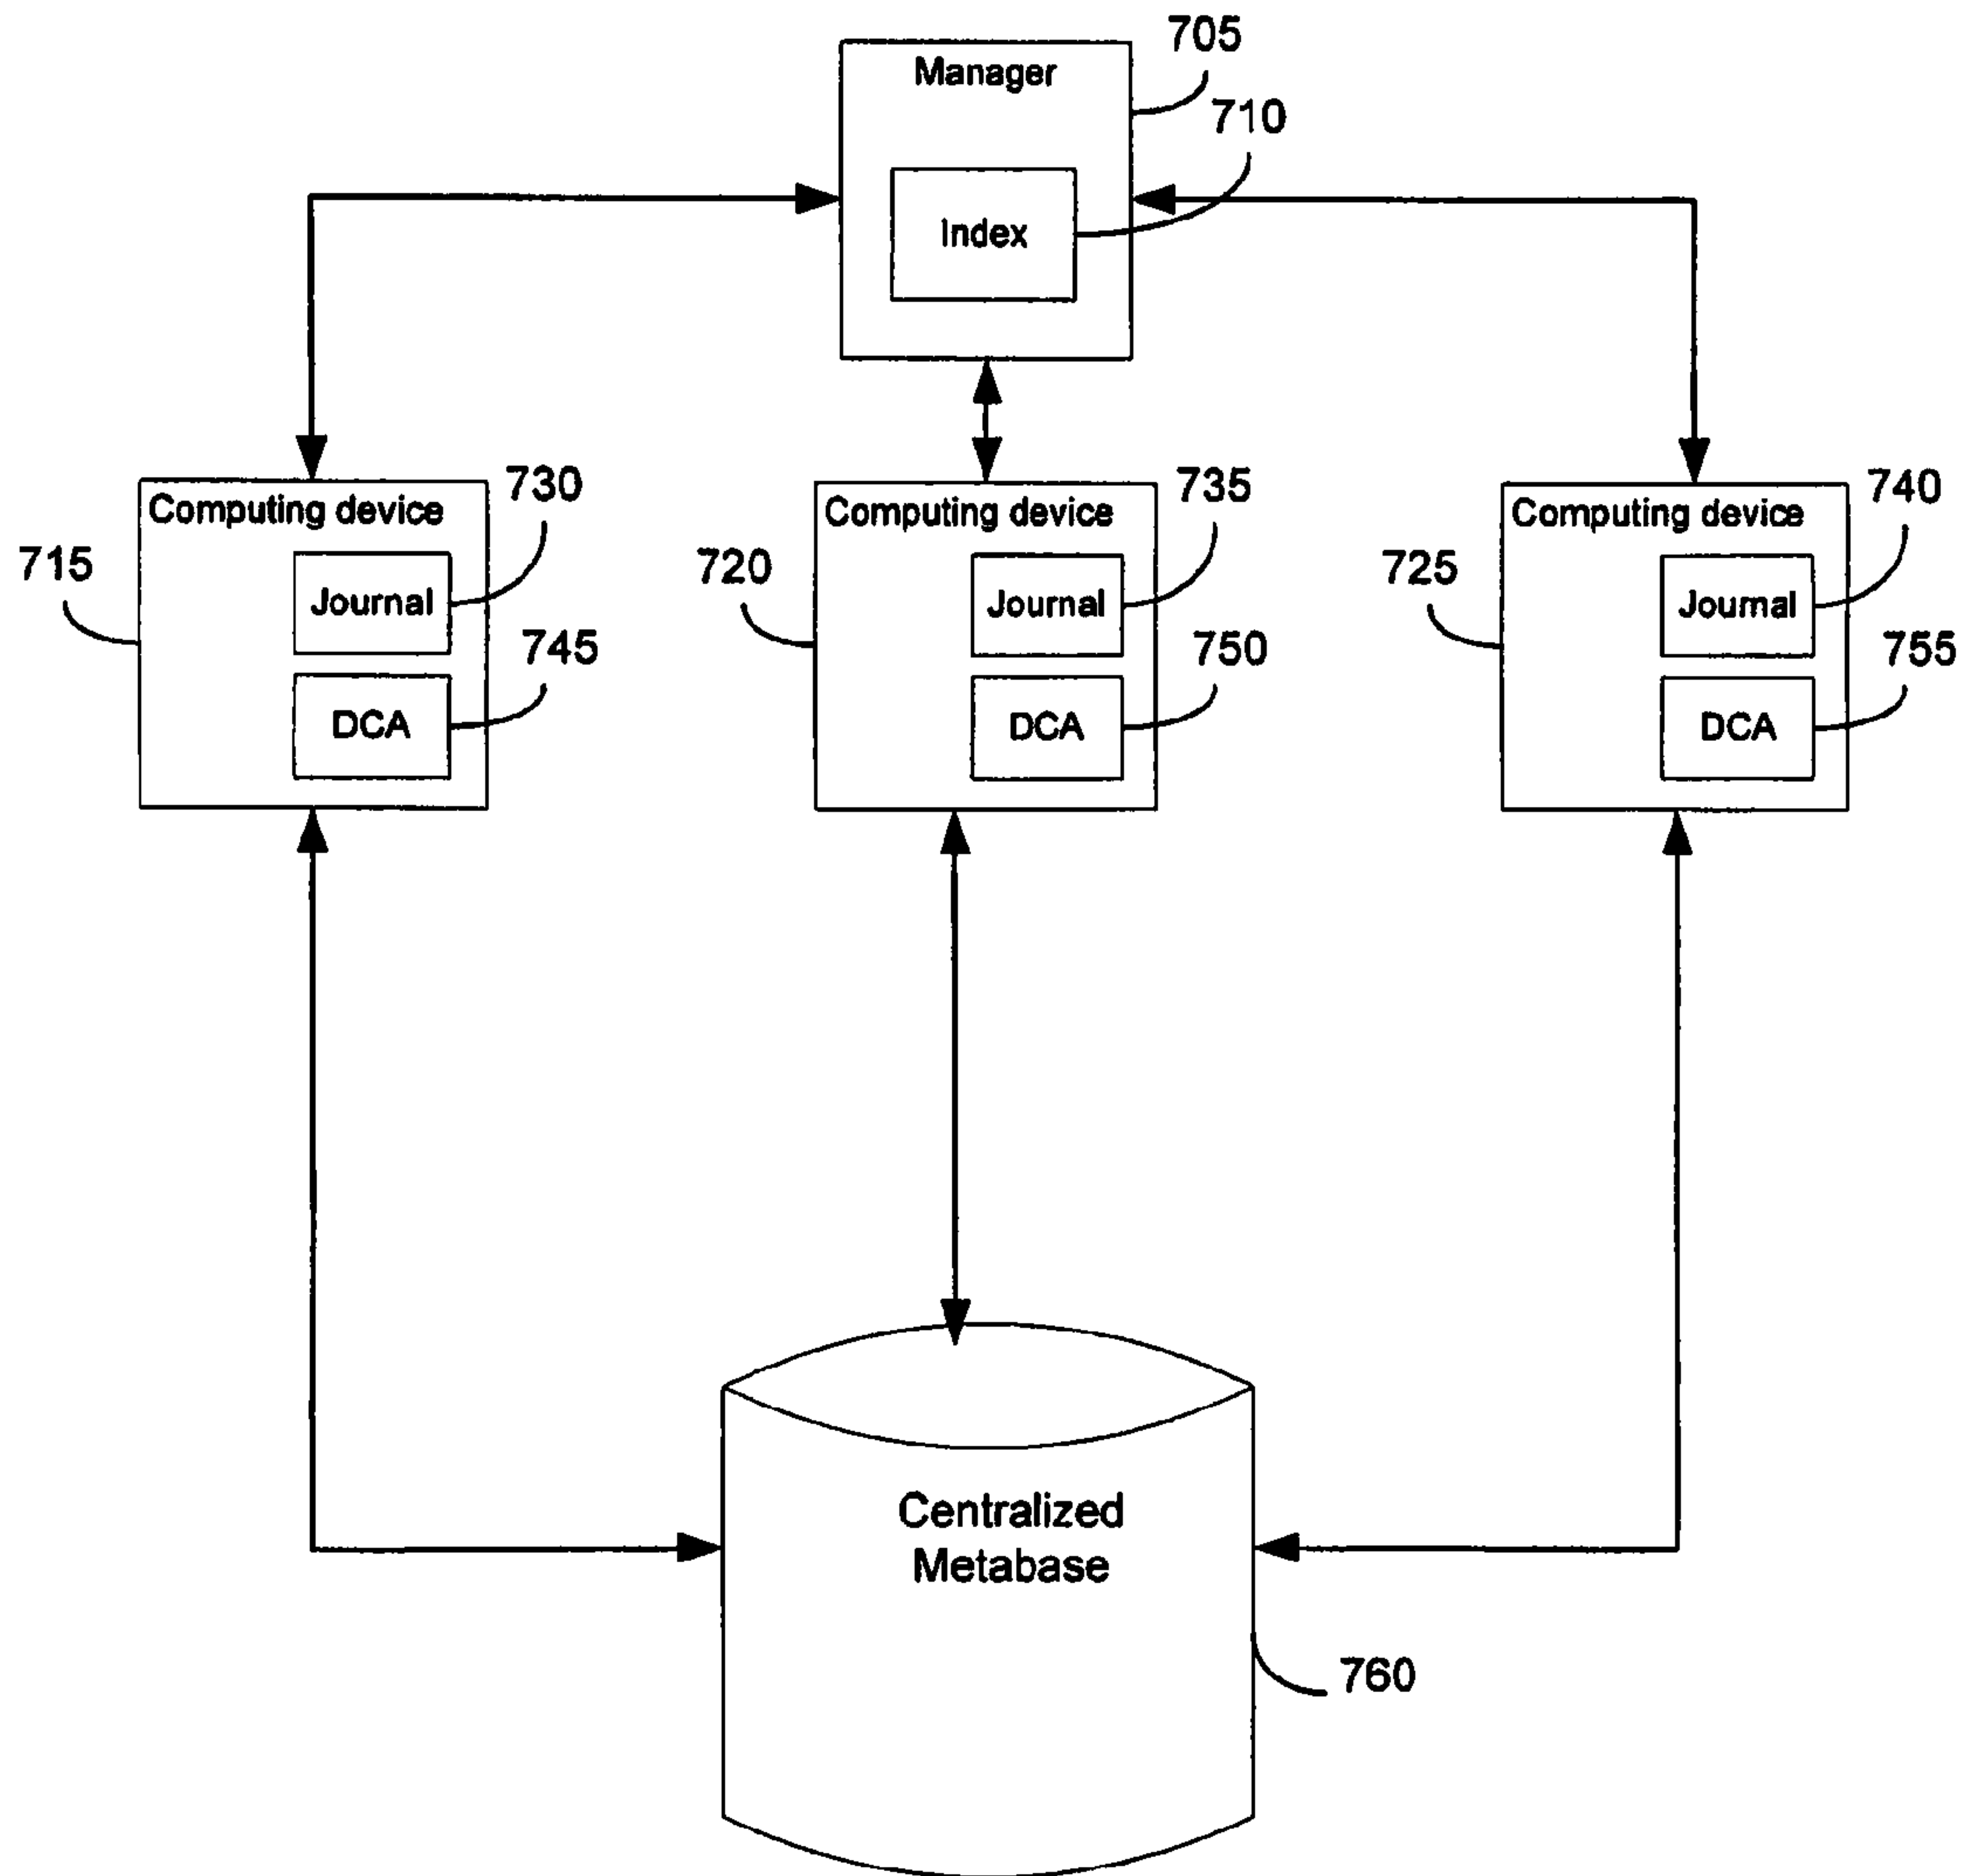 705
Manager
710
Index
730
735
740
Computing device
Computing device
Computing device
715
720
725
Journal
Journal
Journal
745
750
755
DCA
DCA
DCA
Centralized
Metabase
760